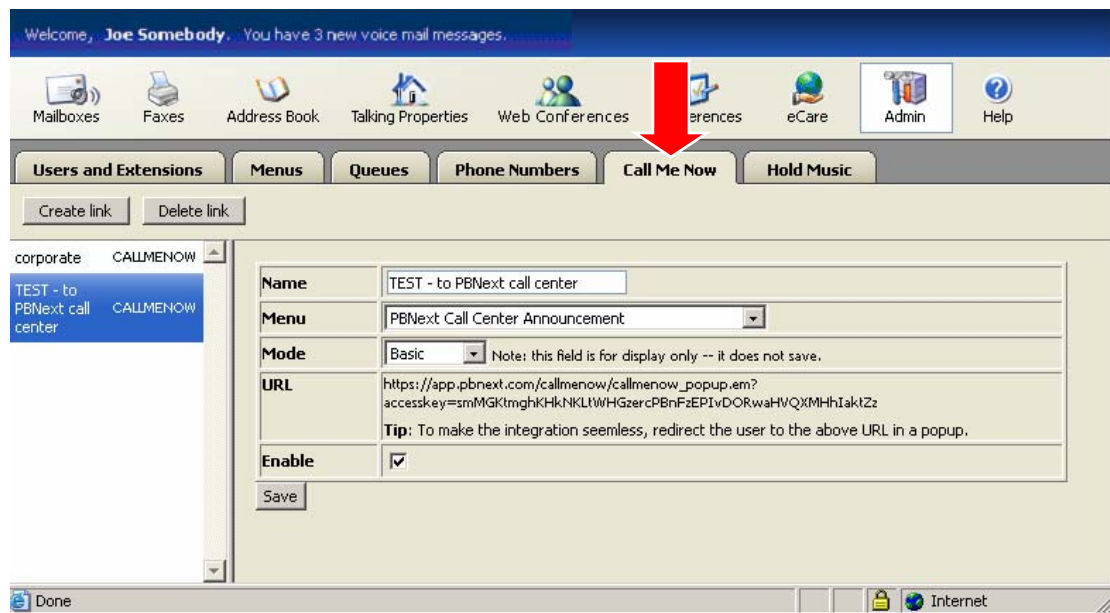 Welcome, Joe Somebody. You have 3 new voice mail messages.
Mailboxes Faxes Address Book Talking Properties Web Conferences erences eCare Admin Help
Users and Extensions Menus Queues Phone Numbers Call Me Now Hold Music
Create link Delete link
corporate CALLMENOW
TEST - to
PBNext call CALLMENOW
center
Name TEST - to PBNext call center
Menu PBNext Call Center Announcement
Mode Basic Note: this field is for display only -- it does not save.
URL https://app.pbnext.com/callmenow/callmenow_popup.em?
accesskey=smMGKtmghKHkNKLtWHGzercPBnFzEPIvDORwaHVQXMHhIaktZz
Tip: To make the integration seemless, redirect the user to the above URL in a popup.
Enable
Save
Done Internet